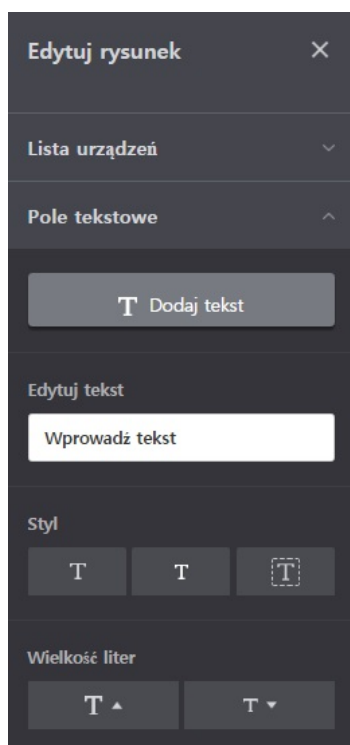 Edytuj rysunek
Lista urządzeń
Pole tekstowe
T Dodaj tekst
Edytuj tekst
Wprowadź tekst
Styl
T T T
Wielkość liter
T T